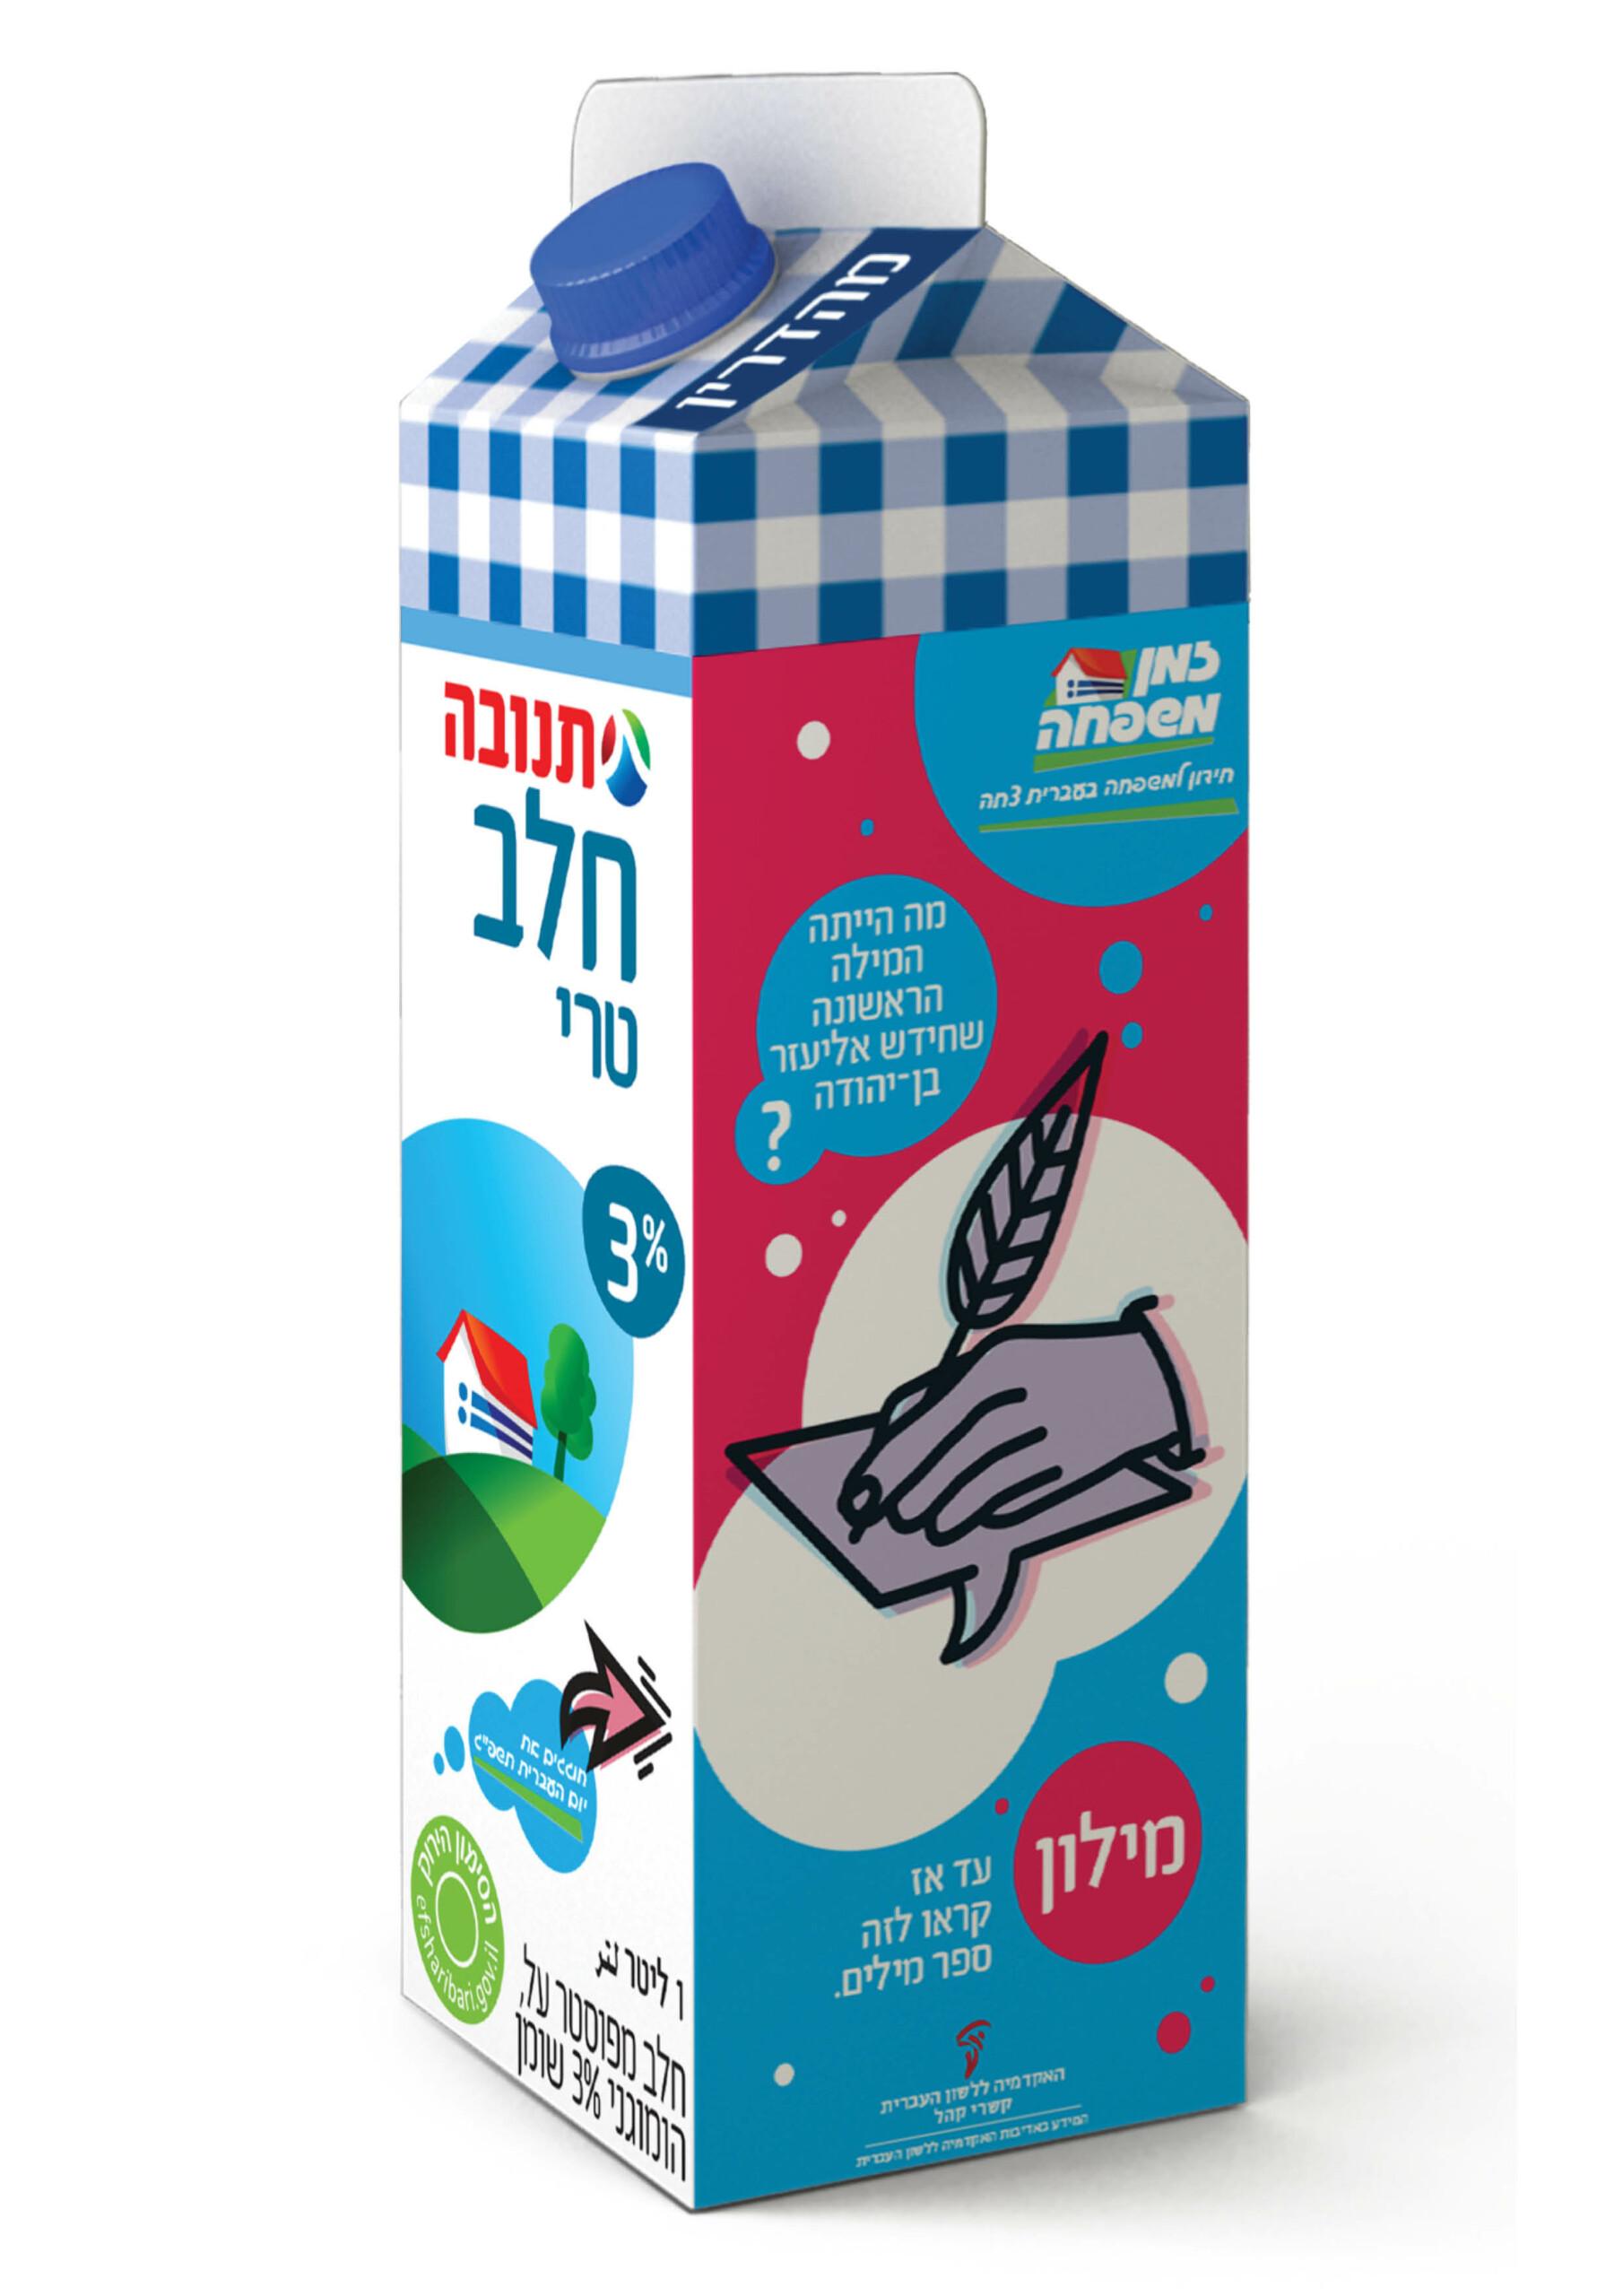 מהדרין
תנובה
חלב
טרי
3%
חוגגים את
יום העברית תשפ"ג
הסימון הירוק
efsharibari.gov.il
1 ליטר
חלב מפוסטר על,
הומוגני 3% שומן
זמן
משפחה
חידון למשפחה בעברית צחה
מה הייתה
המילה
הראשונה
שחידש אליעזר
בן־יהודה
?
מילון
עד אז
קראו לזה
ספר מילים.
האקדמיה ללשון העברית
קשרי קהל
המידע באדיבות האקדמיה ללשון העברית